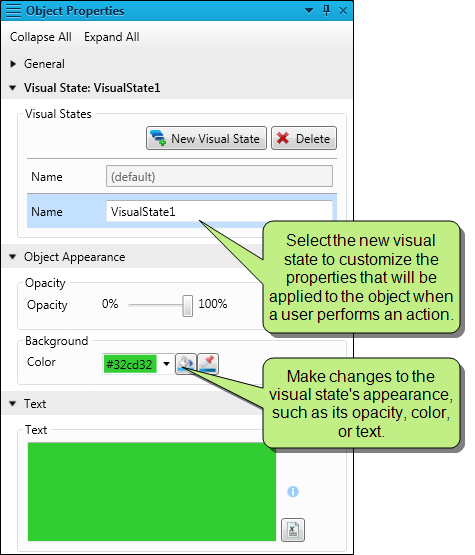 Object Properties
Collapse All Expand All
General
Visual State: VisualState1
Visual States
New Visual State Delete
Name (default)
Name VisualState1
Select the new visual
state to customize the
properties that will be
applied to the object when
a user performs an action.
Object Appearance
Opacity
Opacity 0% 100%
Background
Color #32cd32
Make changes to the
visual state's appearance,
such as its opacity, color,
or text.
Text
Text